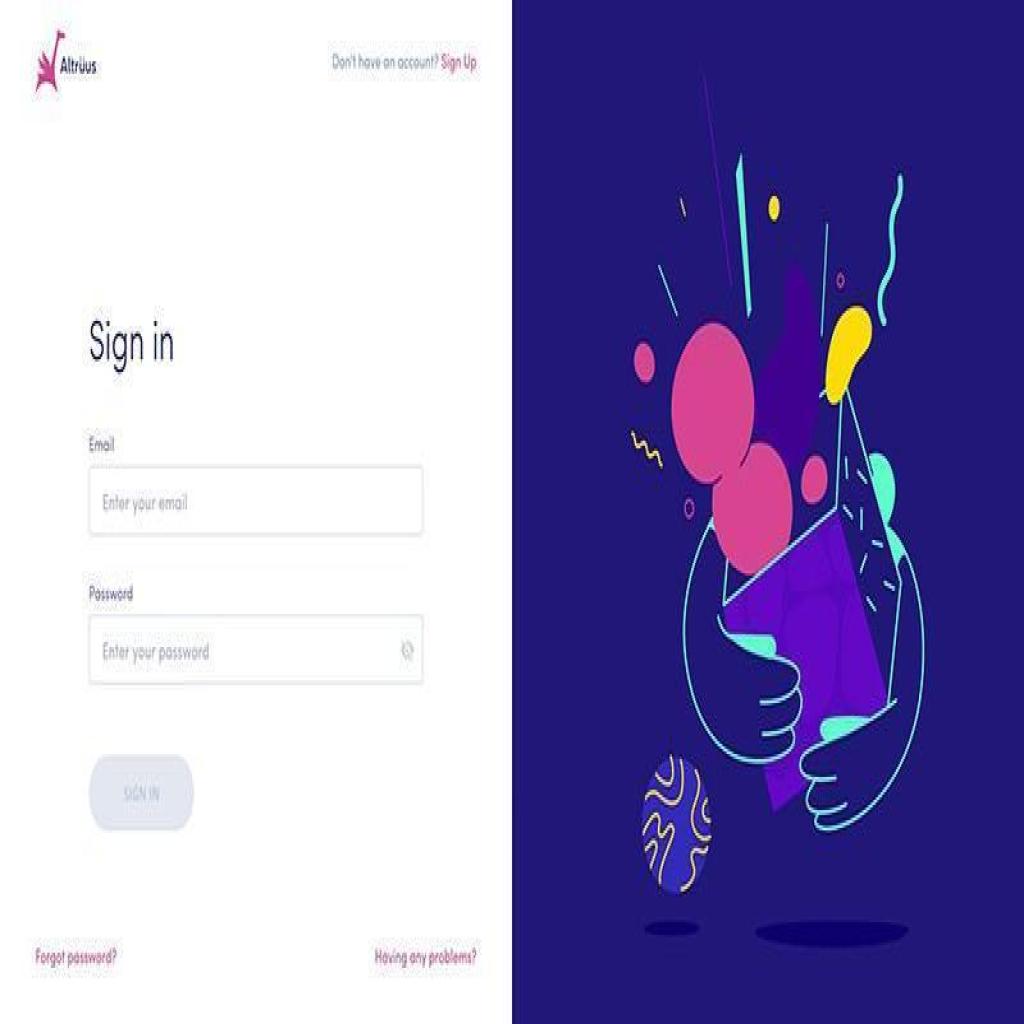 Altrüus
Don't have an account? Sign Up
Sign in
Email
Enter your email
Password
Enter your password
SIGN IN
Forgot password?
Having any problems?